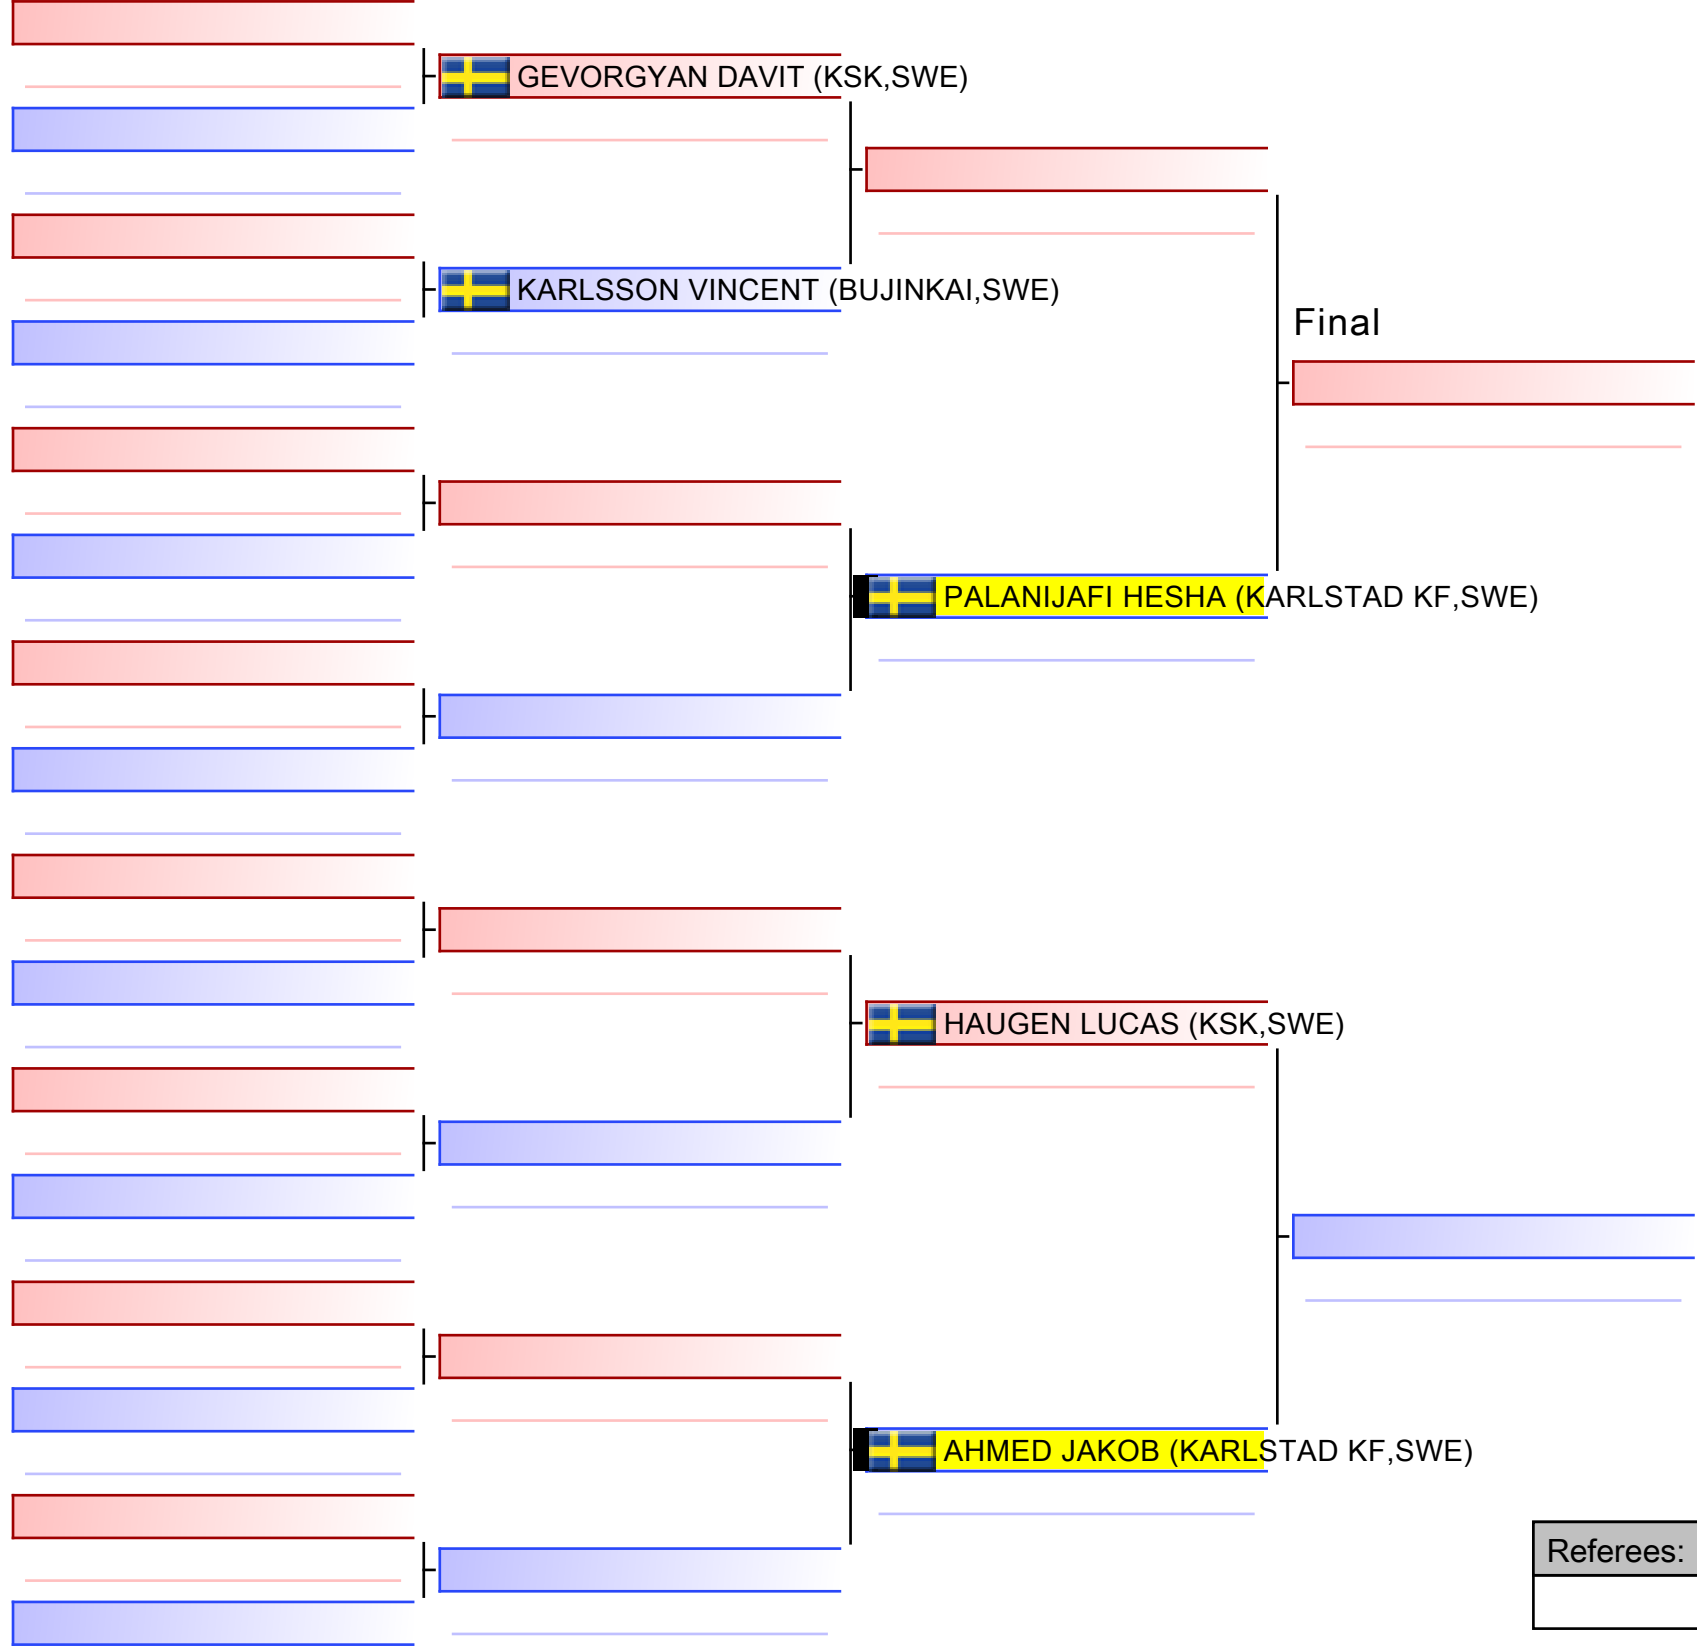 GEVORGYAN DAVIT (KSK,SWE)
KARLSSON VINCENT (BUJINKAI,SWE)
Final
PALANIJAFI HESHA (KARLSTAD KF,SWE)
HAUGEN LUCAS (KSK,SWE)
AHMED JAKOB (KARLSTAD KF,SWE)
Referees: